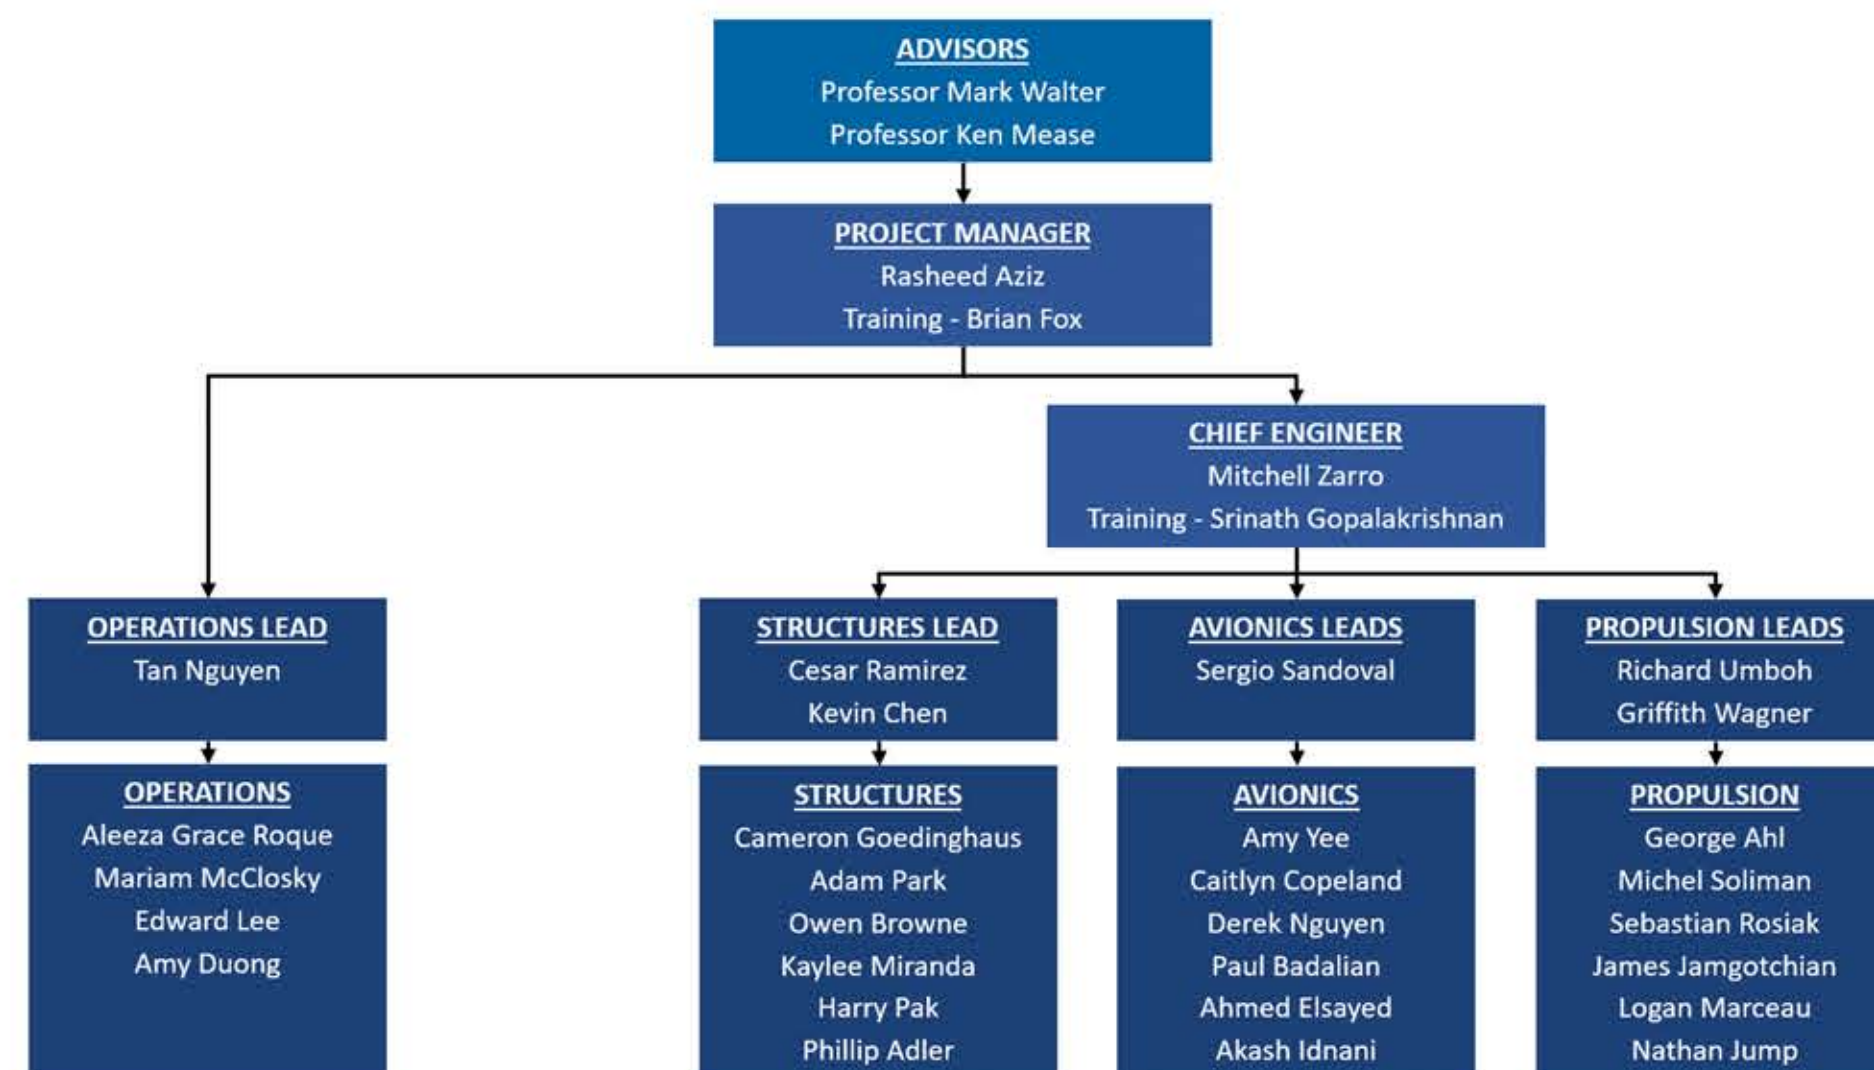 ADVISORS
Professor Mark Walter
Professor Ken Mease
PROJECT MANAGER
Rasheed Aziz
Training - Brian Fox
CHIEF ENGINEER
Mitchell Zarro
Training - Srinath Gopalakrishnan
OPERATIONS LEAD
Tan Nguyen
OPERATIONS
Aleeza Grace Roque
Mariam McClosky
Edward Lee
Amy Duong
STRUCTURES LEAD
Cesar Ramirez
Kevin Chen
STRUCTURES
Cameron Goedinghaus
Adam Park
Owen Browne
Kaylee Miranda
Harry Pak
Phillip Adler
AVIONICS LEADS
Sergio Sandoval
AVIONICS
Amy Yee
Caitlyn Copeland
Derek Nguyen
Paul Badalian
Ahmed Elsayed
Akash Idnani
PROPULSION LEADS
Richard Umboh
Griffith Wagner
PROPULSION
George Ahl
Michel Soliman
Sebastian Rosiak
James Jamgotchian
Logan Marceau
Nathan Jump